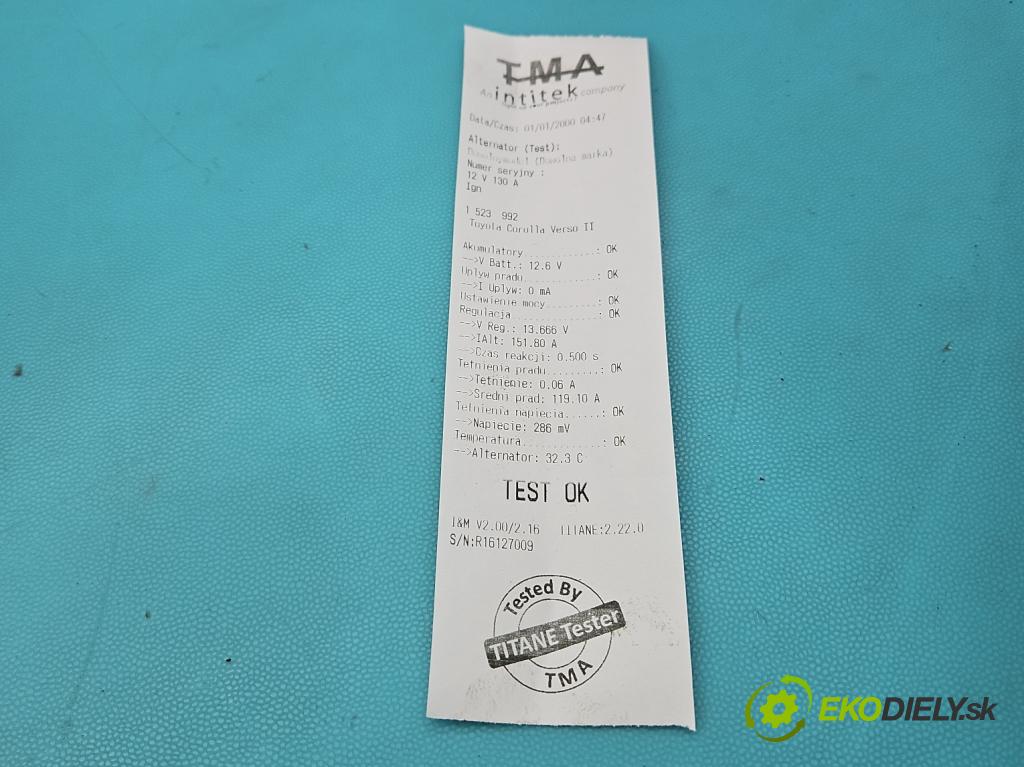 TMA
An intitek company
Data/Czas: 01/01/2000 04:47
Alternator (Test):
(Dowolna marka)
Numer seryjny :
12 V 130 A
Ign
1 523 992
Toyota Corolla Verso II
Akumulatory............: OK
-->V Batt.: 12.6 V
Uplyw pradu............: OK
-->I Uplyw: 0 mA
Ustawienie mocy........: OK
Regulacja..............: OK
-->V Reg.: 13.666 V
-->IAlt: 151.80 A
-->Czas reakcji: 0.500 s
Tetnienia pradu.........: OK
-->Tetnienie: 0.06 A
-->Sredni prad: 119.10 A
Tetnienia napiecia......: OK
-->Napiecie: 286 mV
Temperatura.............: OK
-->Alternator: 32.3 C
TEST OK
I&M V2.00/2.16 TITANE:2.22.0
S/N:R16127009
Tested By
TITANE Tester
TMA
EKODIELY.sk